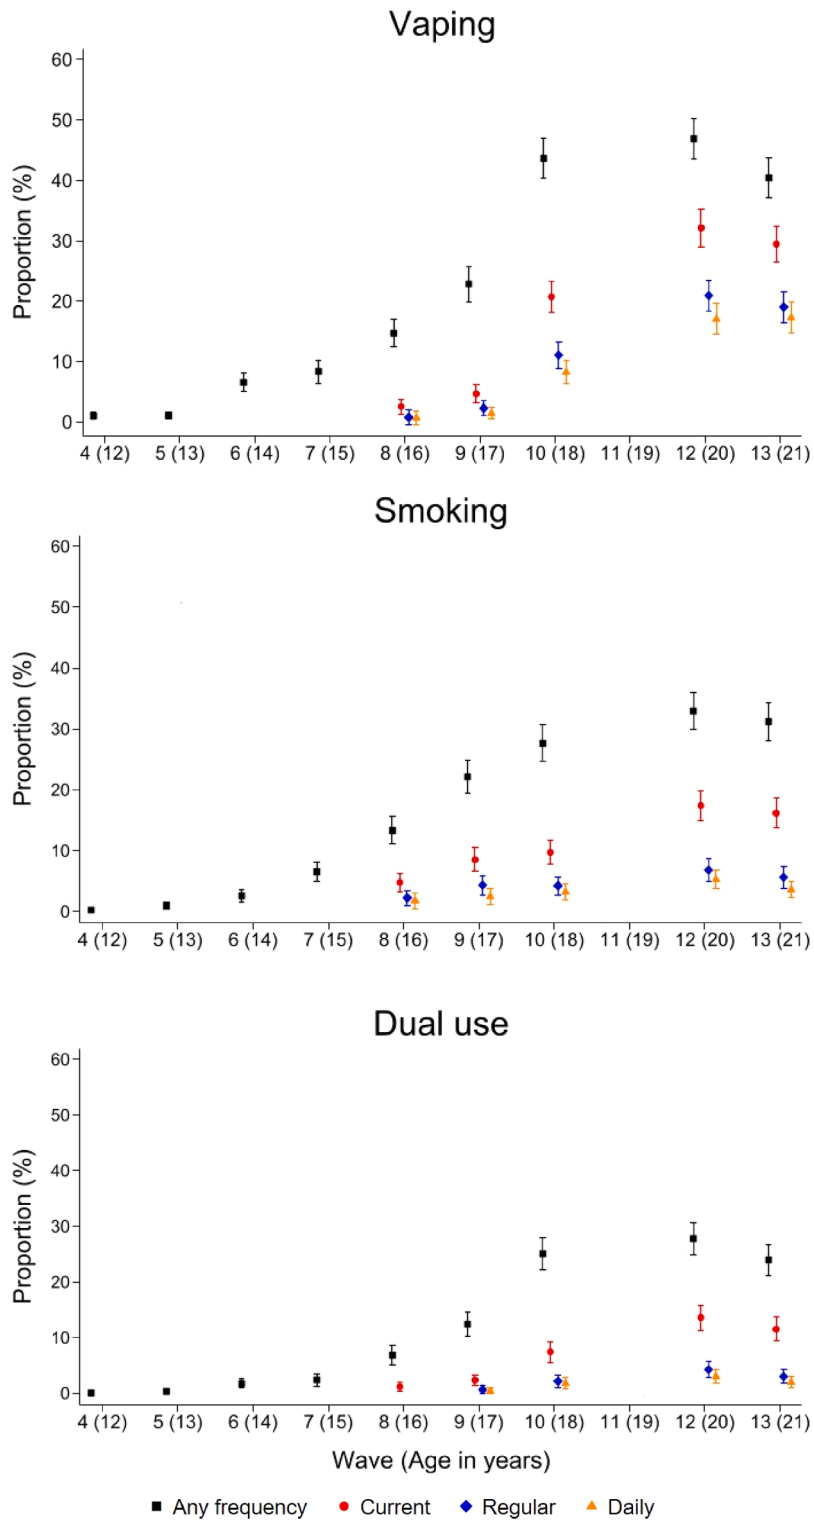 Vaping
Proportion (%)
60
50
40
30
20
10
0
4 (12) 5 (13) 6 (14) 7 (15) 8 (16) 9 (17) 10 (18) 11 (19) 12 (20) 13 (21)
Smoking
Proportion (%)
60
50
40
30
20
10
0
4 (12) 5 (13) 6 (14) 7 (15) 8 (16) 9 (17) 10 (18) 11 (19) 12 (20) 13 (21)
Dual use
Proportion (%)
60
50
40
30
20
10
0
4 (12) 5 (13) 6 (14) 7 (15) 8 (16) 9 (17) 10 (18) 11 (19) 12 (20) 13 (21)
Wave (Age in years)
Any frequency Current Regular Daily